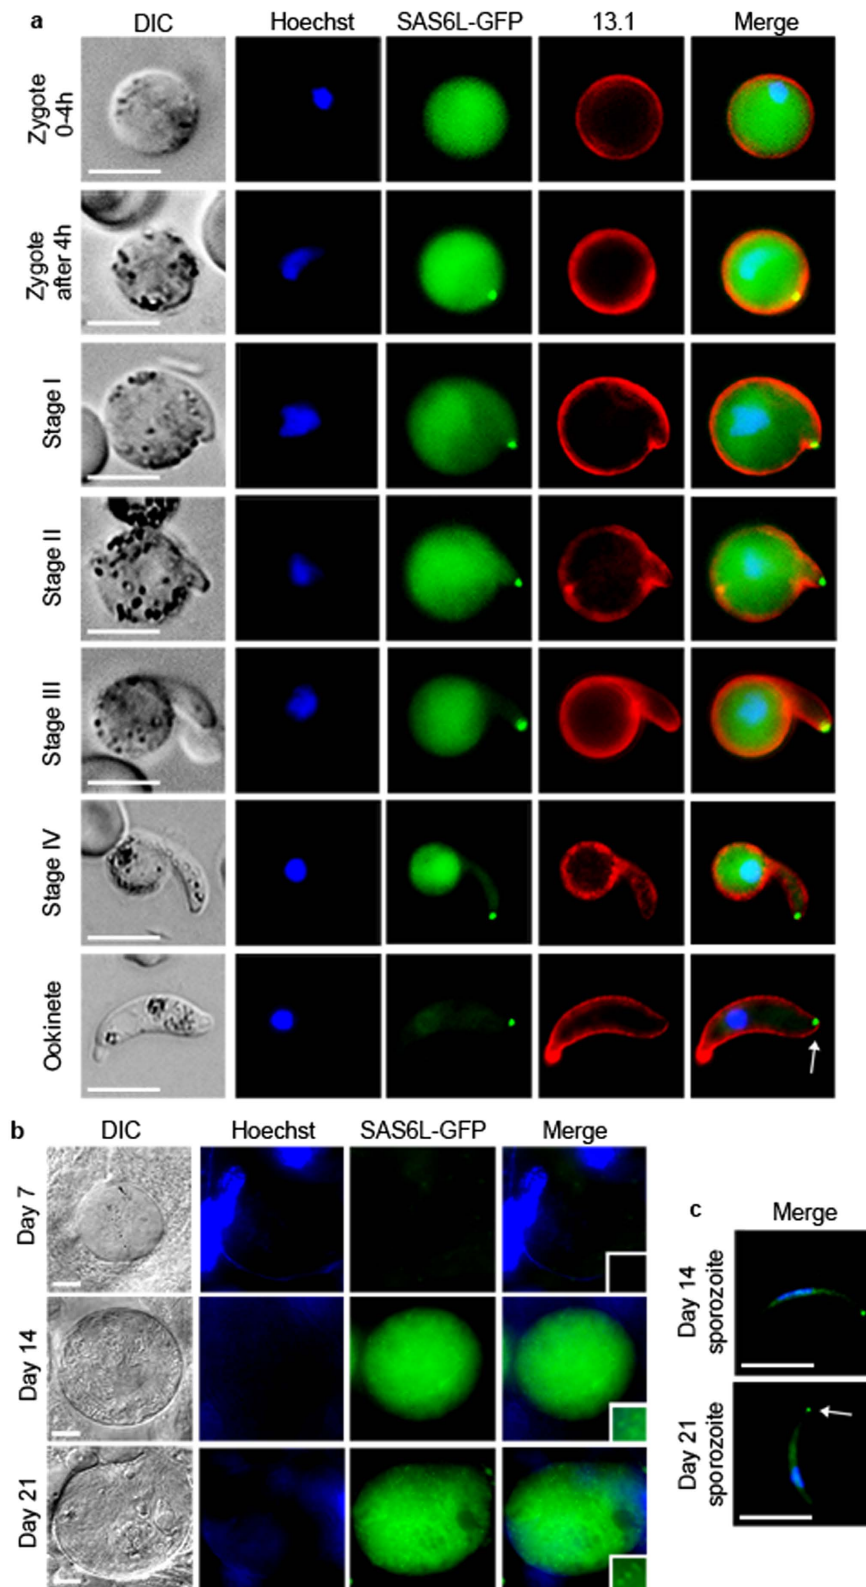 a
DIC Hoechst SAS6L-GFP 13.1 Merge
Zygote
0-4h
Zygote
after 4h
Stage I
Stage II
Stage III
Stage IV
Ookinete
b
DIC Hoechst SAS6L-GFP Merge
Day 7
Day 14
Day 21
c
Merge
Day 14
sporozoite
Day 21
sporozoite